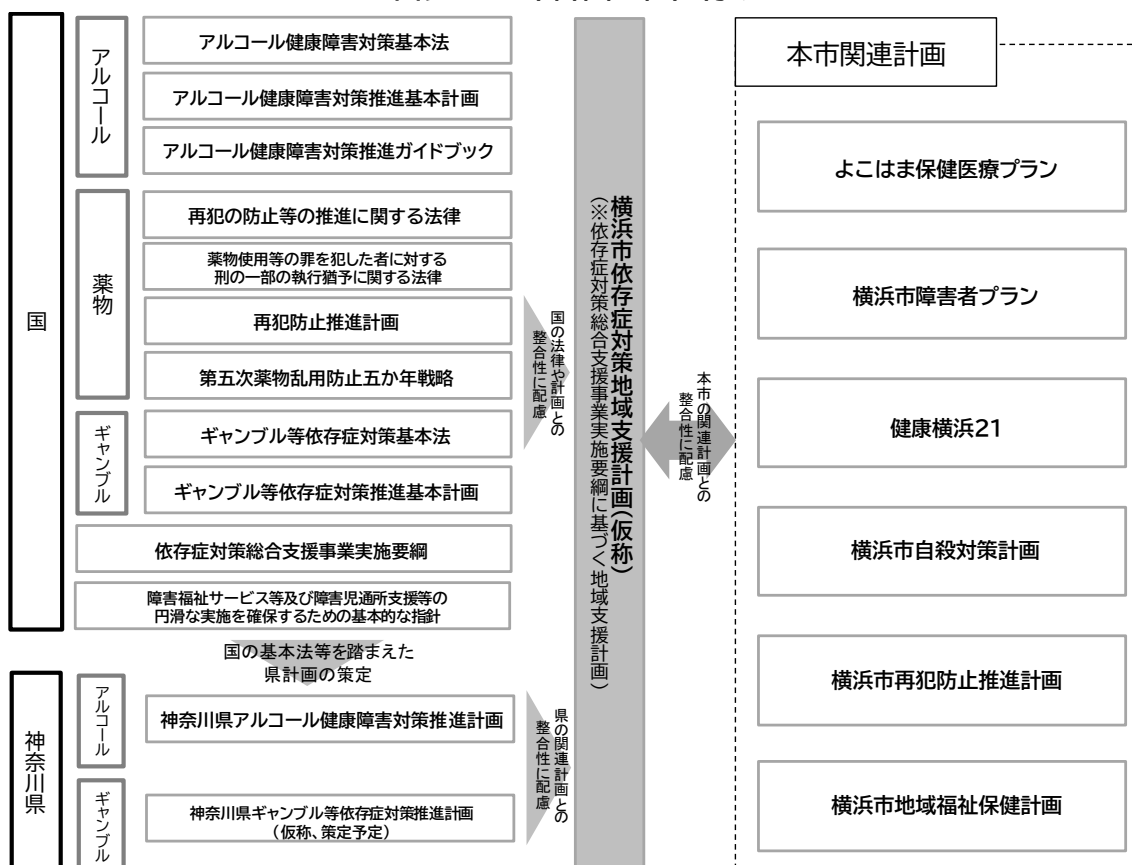 国
アルコール
アルコール健康障害対策基本法
アルコール健康障害対策推進基本計画
アルコール健康障害対策推進ガイドブック
薬物
再犯の防止等の推進に関する法律
薬物使用等の罪を犯した者に対する
刑の一部の執行猶予に関する法律
再犯防止推進計画
第五次薬物乱用防止五か年戦略
ギャンブル
ギャンブル等依存症対策基本法
ギャンブル等依存症対策推進基本計画
依存症対策総合支援事業実施要綱
障害福祉サービス等及び障害児通所支援等の
円滑な実施を確保するための基本的な指針
国の基本法等を踏まえた
県計画の策定
神奈川県
アルコール
神奈川県アルコール健康障害対策推進計画
ギャンブル
神奈川県ギャンブル等依存症対策推進計画
(仮称、策定予定)
国の法律や計画との
整合性に配慮
県の関連計画との
整合性に配慮
横浜市依存症対策地域支援計画(仮称)
(※依存症対策総合支援事業実施要綱に基づく地域支援計画)
本市の関連計画との
整合性に配慮
本市関連計画
よこはま保健医療プラン
横浜市障害者プラン
健康横浜21
横浜市自殺対策計画
横浜市再犯防止推進計画
横浜市地域福祉保健計画